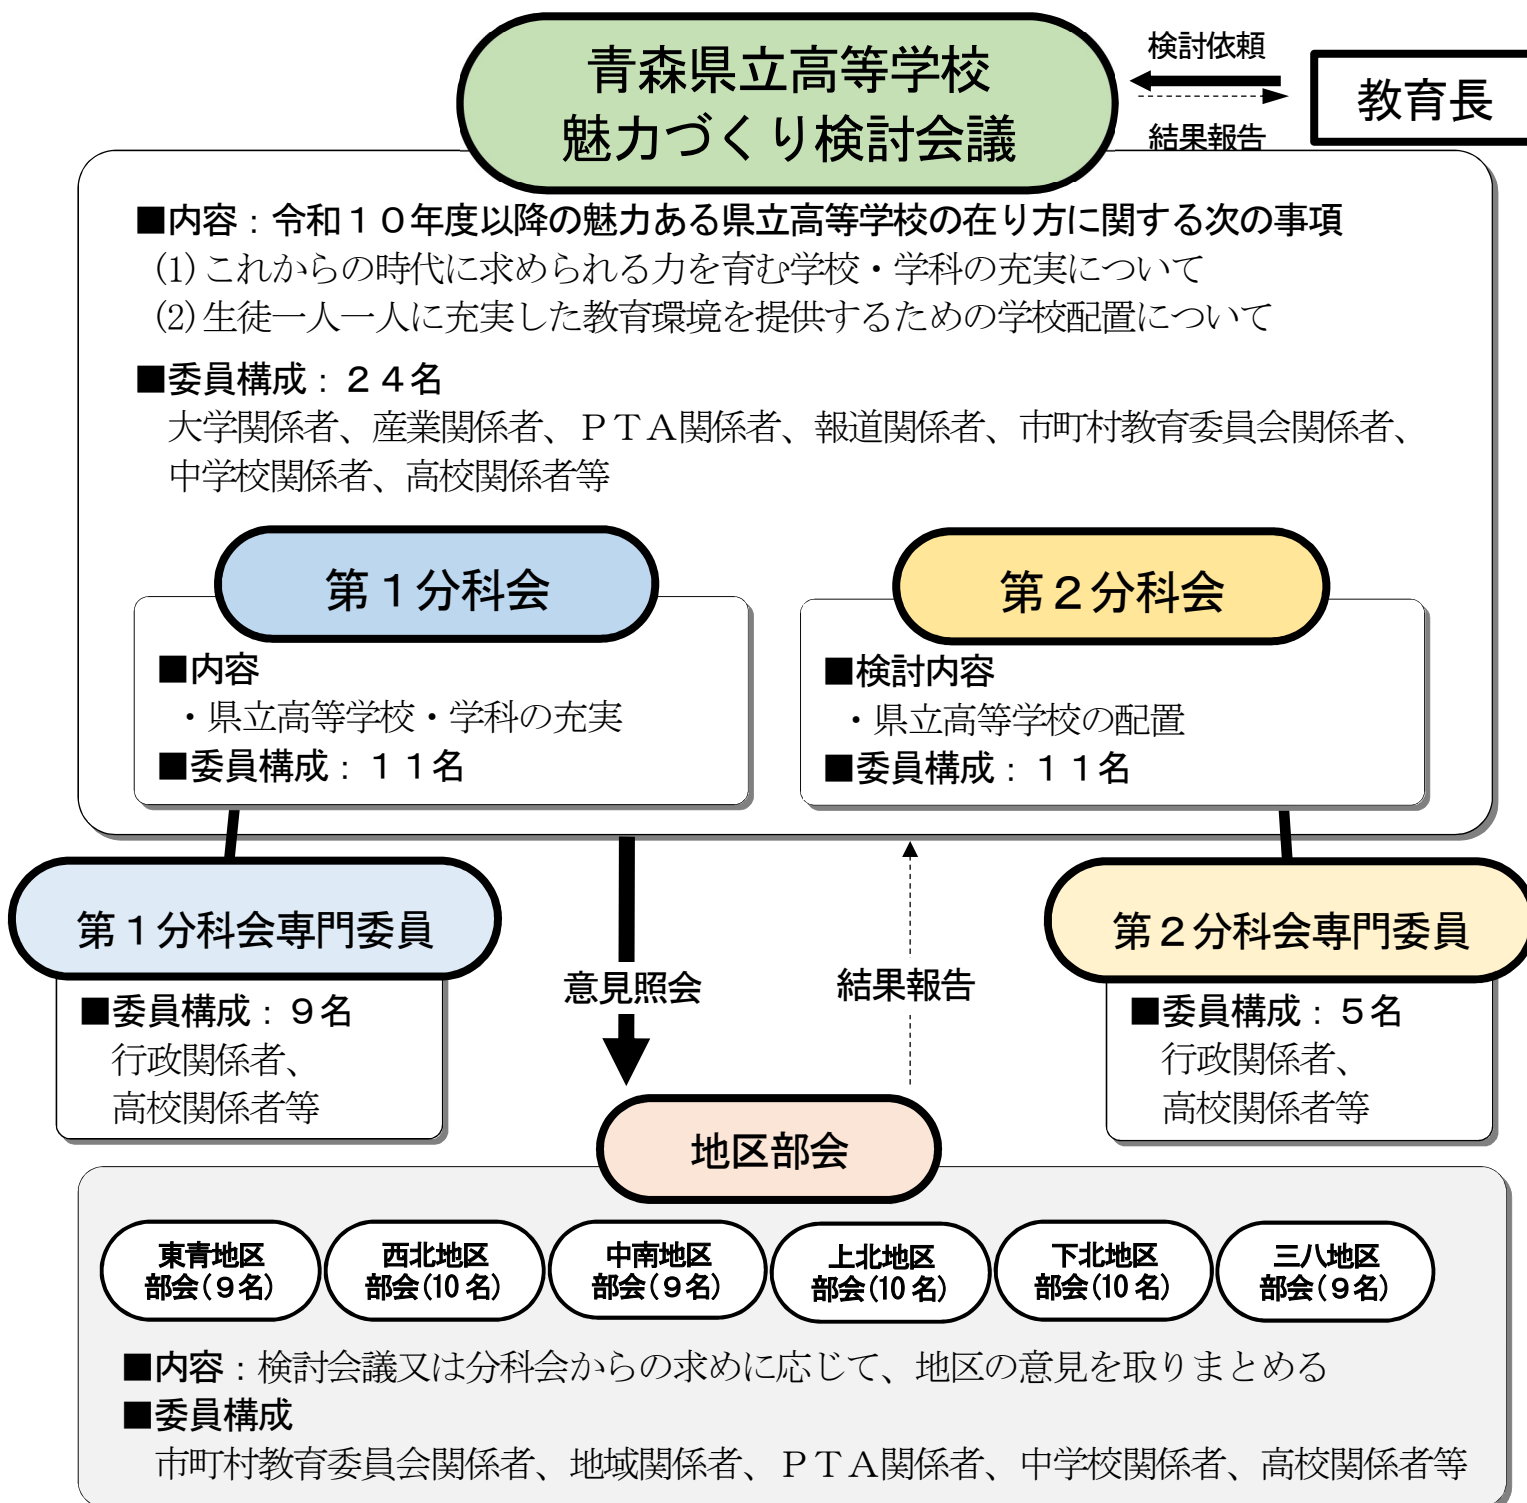 青森県立高等学校
魅力づくり検討会議
検討依頼
結果報告
教育長
■内容：令和１０年度以降の魅力ある県立高等学校の在り方に関する次の事項
(1)これからの時代に求められる力を育む学校・学科の充実について
(2)生徒一人一人に充実した教育環境を提供するための学校配置について
■委員構成：２４名
大学関係者、産業関係者、ＰＴＡ関係者、報道関係者、市町村教育委員会関係者、
中学校関係者、高校関係者等
第１分科会
■内容
・県立高等学校・学科の充実
■委員構成：１１名
第２分科会
■検討内容
・県立高等学校の配置
■委員構成：１１名
第１分科会専門委員
■委員構成：９名
行政関係者、
高校関係者等
意見照会
結果報告
第２分科会専門委員
■委員構成：５名
行政関係者、
高校関係者等
地区部会
東青地区
部会(９名)
西北地区
部会(10名)
中南地区
部会(９名)
上北地区
部会(10名)
下北地区
部会(10名)
三八地区
部会(９名)
■内容：検討会議又は分科会からの求めに応じて、地区の意見を取りまとめる
■委員構成
市町村教育委員会関係者、地域関係者、ＰＴＡ関係者、中学校関係者、高校関係者等